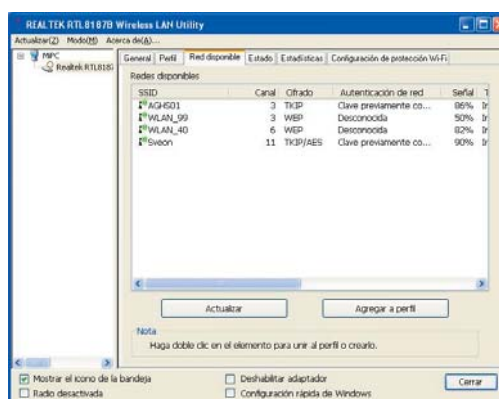 REALTEK RTL8187B Wireless LAN Utility
Actualizar(Z) Modo(M) Acerca de(A)...
MiPC
Realtek RTL818
General Perfil Red disponible Estado Estadísticas Configuración de protección Wi-Fi
Redes disponibles
SSID Canal Cifrado Autenticación de red Señal T
AGHS01 3 TKIP Clave previamente co... 86% In
WLAN_99 3 WEP Desconocida 50% In
WLAN_40 6 WEP Desconocida 82% In
Sveon 11 TKIP/AES Clave previamente co... 90% In
Actualizar Agregar a perfil
Nota
Haga doble clic en el elemento para unir al perfil o crearlo.
Mostrar el icono de la bandeja Deshabilitar adaptador Cerrar
Radio desactivada Configuración rápida de Windows